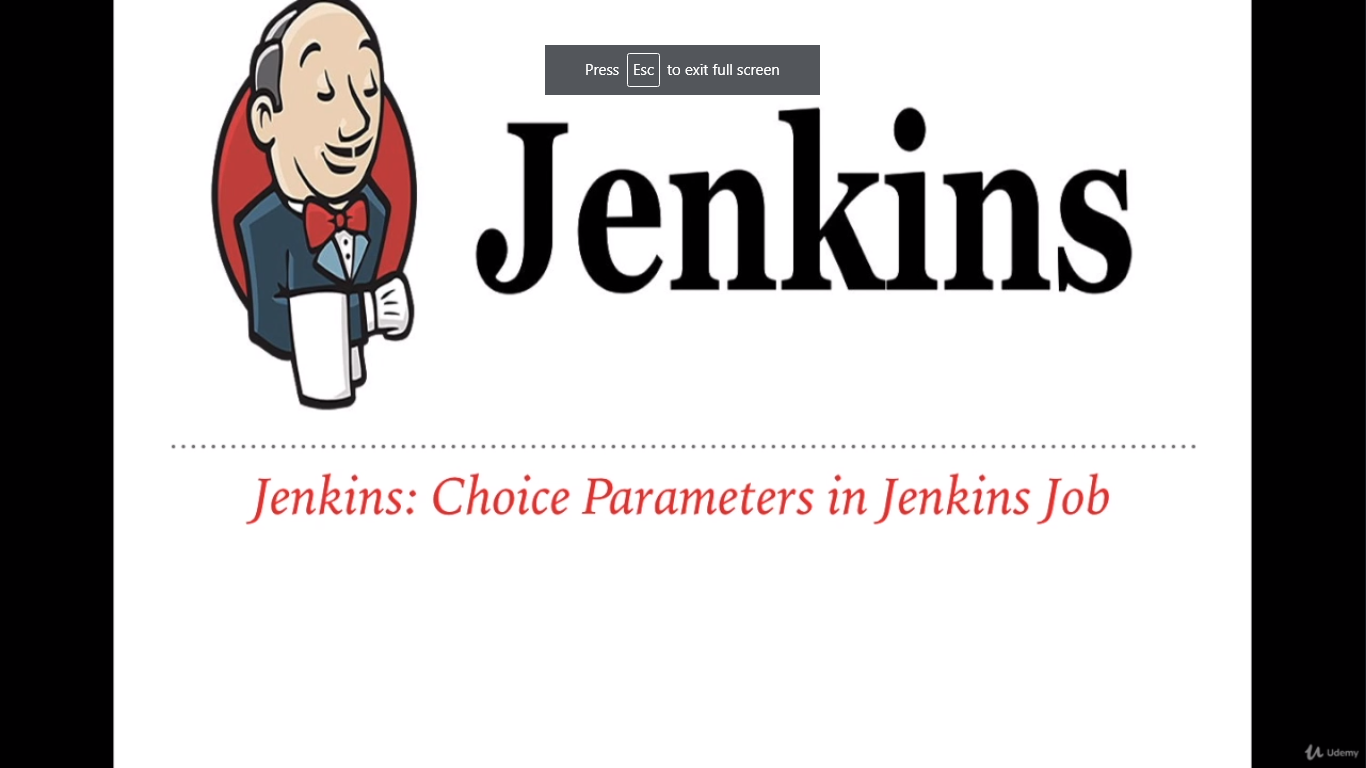 Press Esc to exit full screen
Jenkins
Jenkins: Choice Parameters in Jenkins Job
Udemy